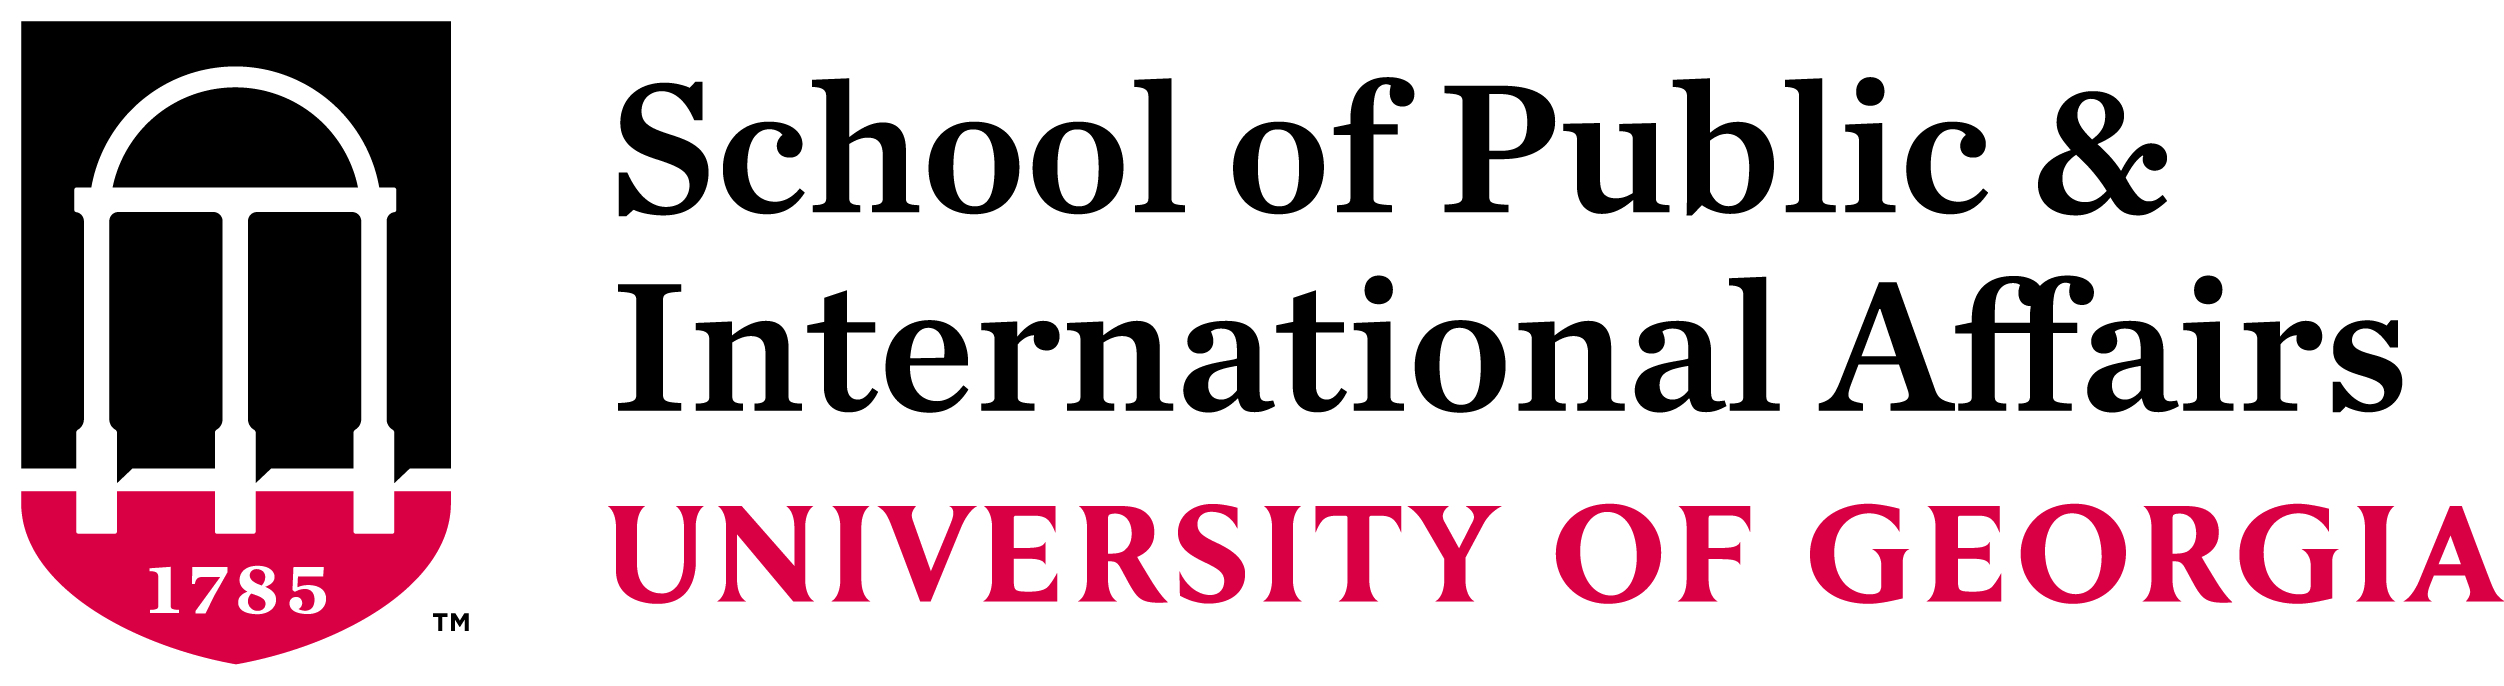 School of Public &
International Affairs
UNIVERSITY OF GEORGIA
1785
TM